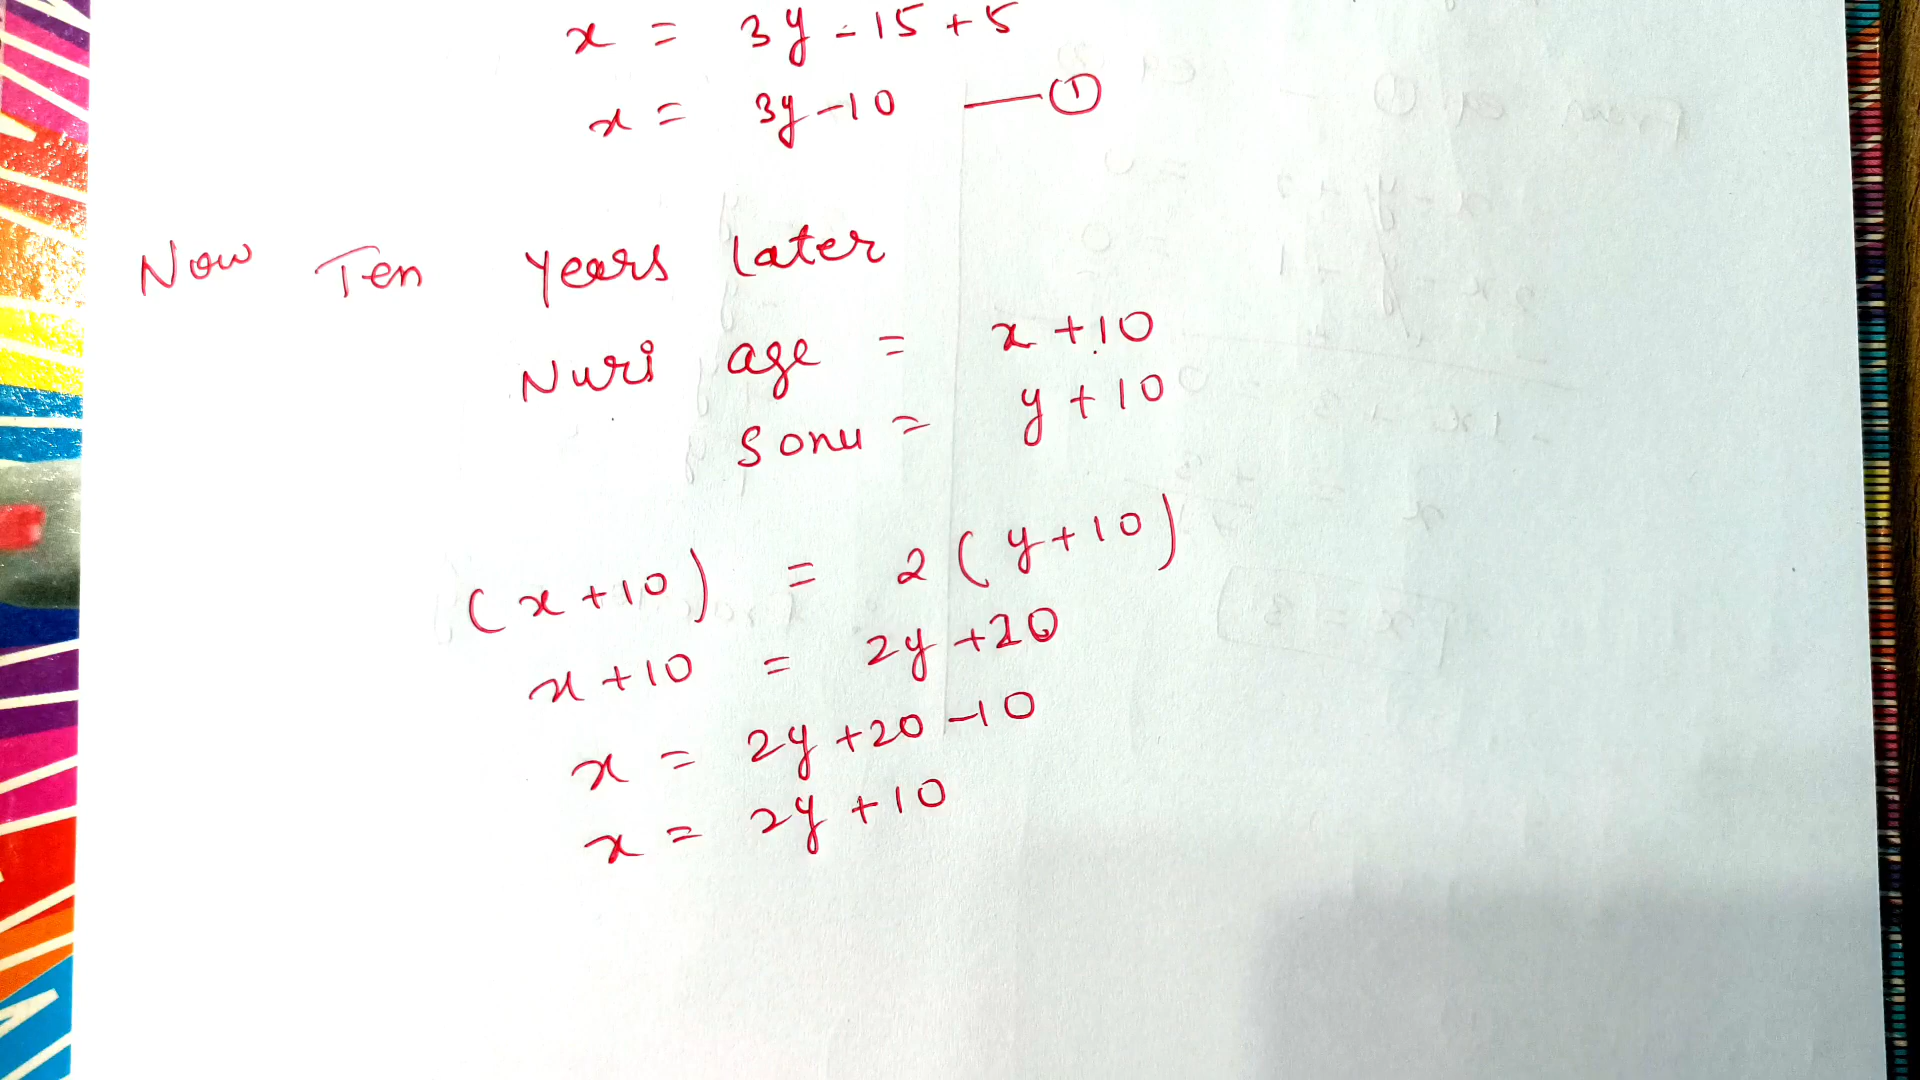 x = 3y - 15 + 5
x = 3y - 10 — ①
Now Ten years later
Nuri age = x + 10
Sonu = y + 10
(x + 10) = 2 (y + 10)
x + 10 = 2y + 20
x = 2y + 20 - 10
x = 2y + 10